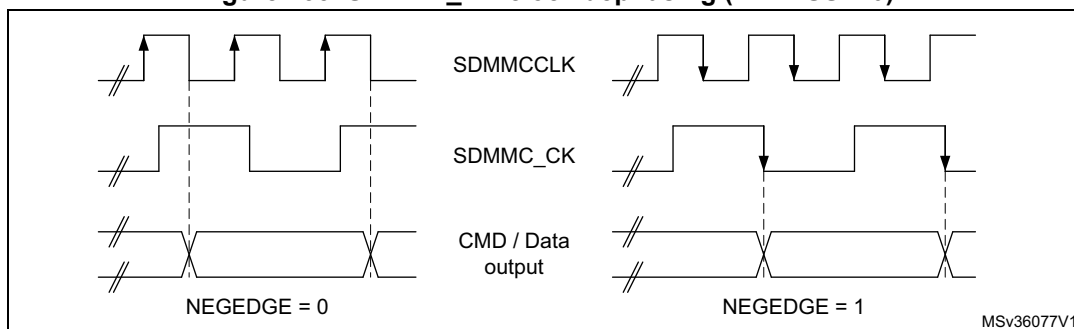 SDMMCCLK
SDMMC_CK
CMD / Data
output
NEGEDGE = 0
NEGEDGE = 1
MSv36077V1